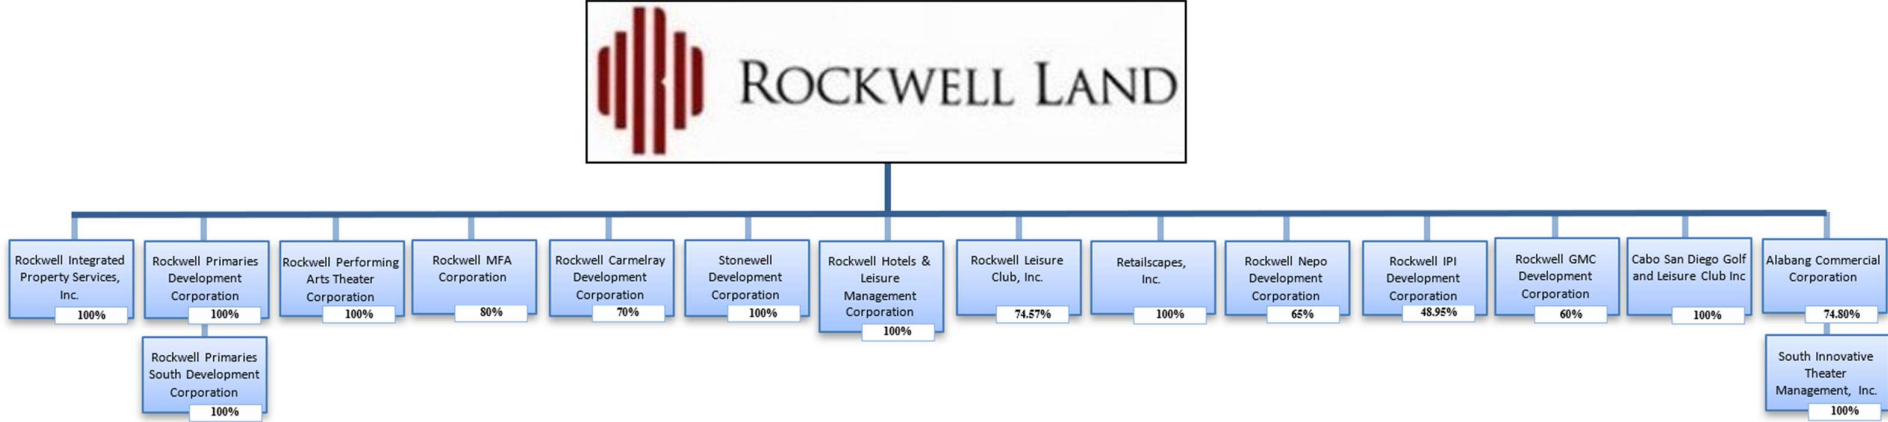 ROCKWELL LAND
Rockwell Integrated
Property Services,
Inc.
100%
Rockwell Primaries
Development
Corporation
100%
Rockwell Primaries
South Development
Corporation
100%
Rockwell Performing
Arts Theater
Corporation
100%
Rockwell MFA
Corporation
80%
Rockwell Carmelray
Development
Corporation
70%
Stonewell
Development
Corporation
100%
Rockwell Hotels &
Leisure
Management
Corporation
100%
Rockwell Leisure
Club, Inc.
74.57%
Retailscapes,
Inc.
100%
Rockwell Nepo
Development
Corporation
65%
Rockwell IPI
Development
Corporation
48.95%
Rockwell GMC
Development
Corporation
60%
Cabo San Diego Golf
and Leisure Club Inc
100%
Alabang Commercial
Corporation
74.80%
South Innovative
Theater
Management, Inc.
100%